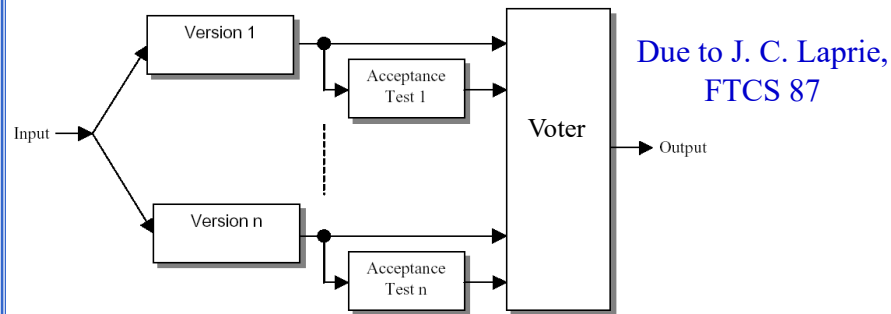 Version 1
Due to J. C. Laprie,
FTCS 87
Acceptance
Test 1
Input
Voter
Output
Version n
Acceptance
Test n